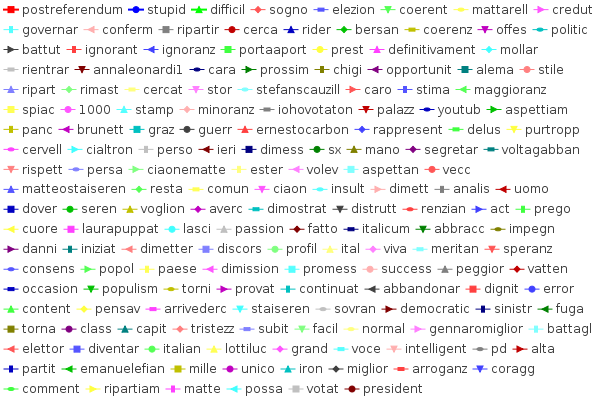 postreferendum stupid difficil sogno elezion coerent mattarell credut
governar conferm ripartir cerca rider bersan coerenz offes politic
battut ignorant ignoranz portaaport prest definitivament mollar
rientrar annaleonardi1 cara prossim chigi opportunit alema stile
ripart rimast cercat stor stefanscauzill caro stima maggioranz
spiac 1000 stamp minoranz iohovotaton palazz youtub aspettiam
panc brunett graz guerr ernestocarbon rappresent delus purtropp
cervell cialtron perso ieri dimess sx mano segretar voltagabban
rispett persa ciaonematte ester volev aspettan vecc
matteostaiseren resta comun ciaon insult dimett analis uomo
dover seren voglion averc dimostrat distrutt renzian act prego
cuore laurapuppat lasci passion fatto italicum abbracc impegn
danni iniziat dimetter discors profil ital viva meritan speranz
consens popol paese dimission promess success peggior vatten
occasion populism torni provat continuat abbandonar dignit error
content pensav arrivederc staiseren sovran democratic sinistr fuga
torna class capit tristezz subit facil normal gennaromiglior battagl
elettor diventar italian lottiluc grand voce intelligent pd alta
partit emanuelefian mille unico iron miglior arroganz coragg
comment ripartiam matte possa votat president